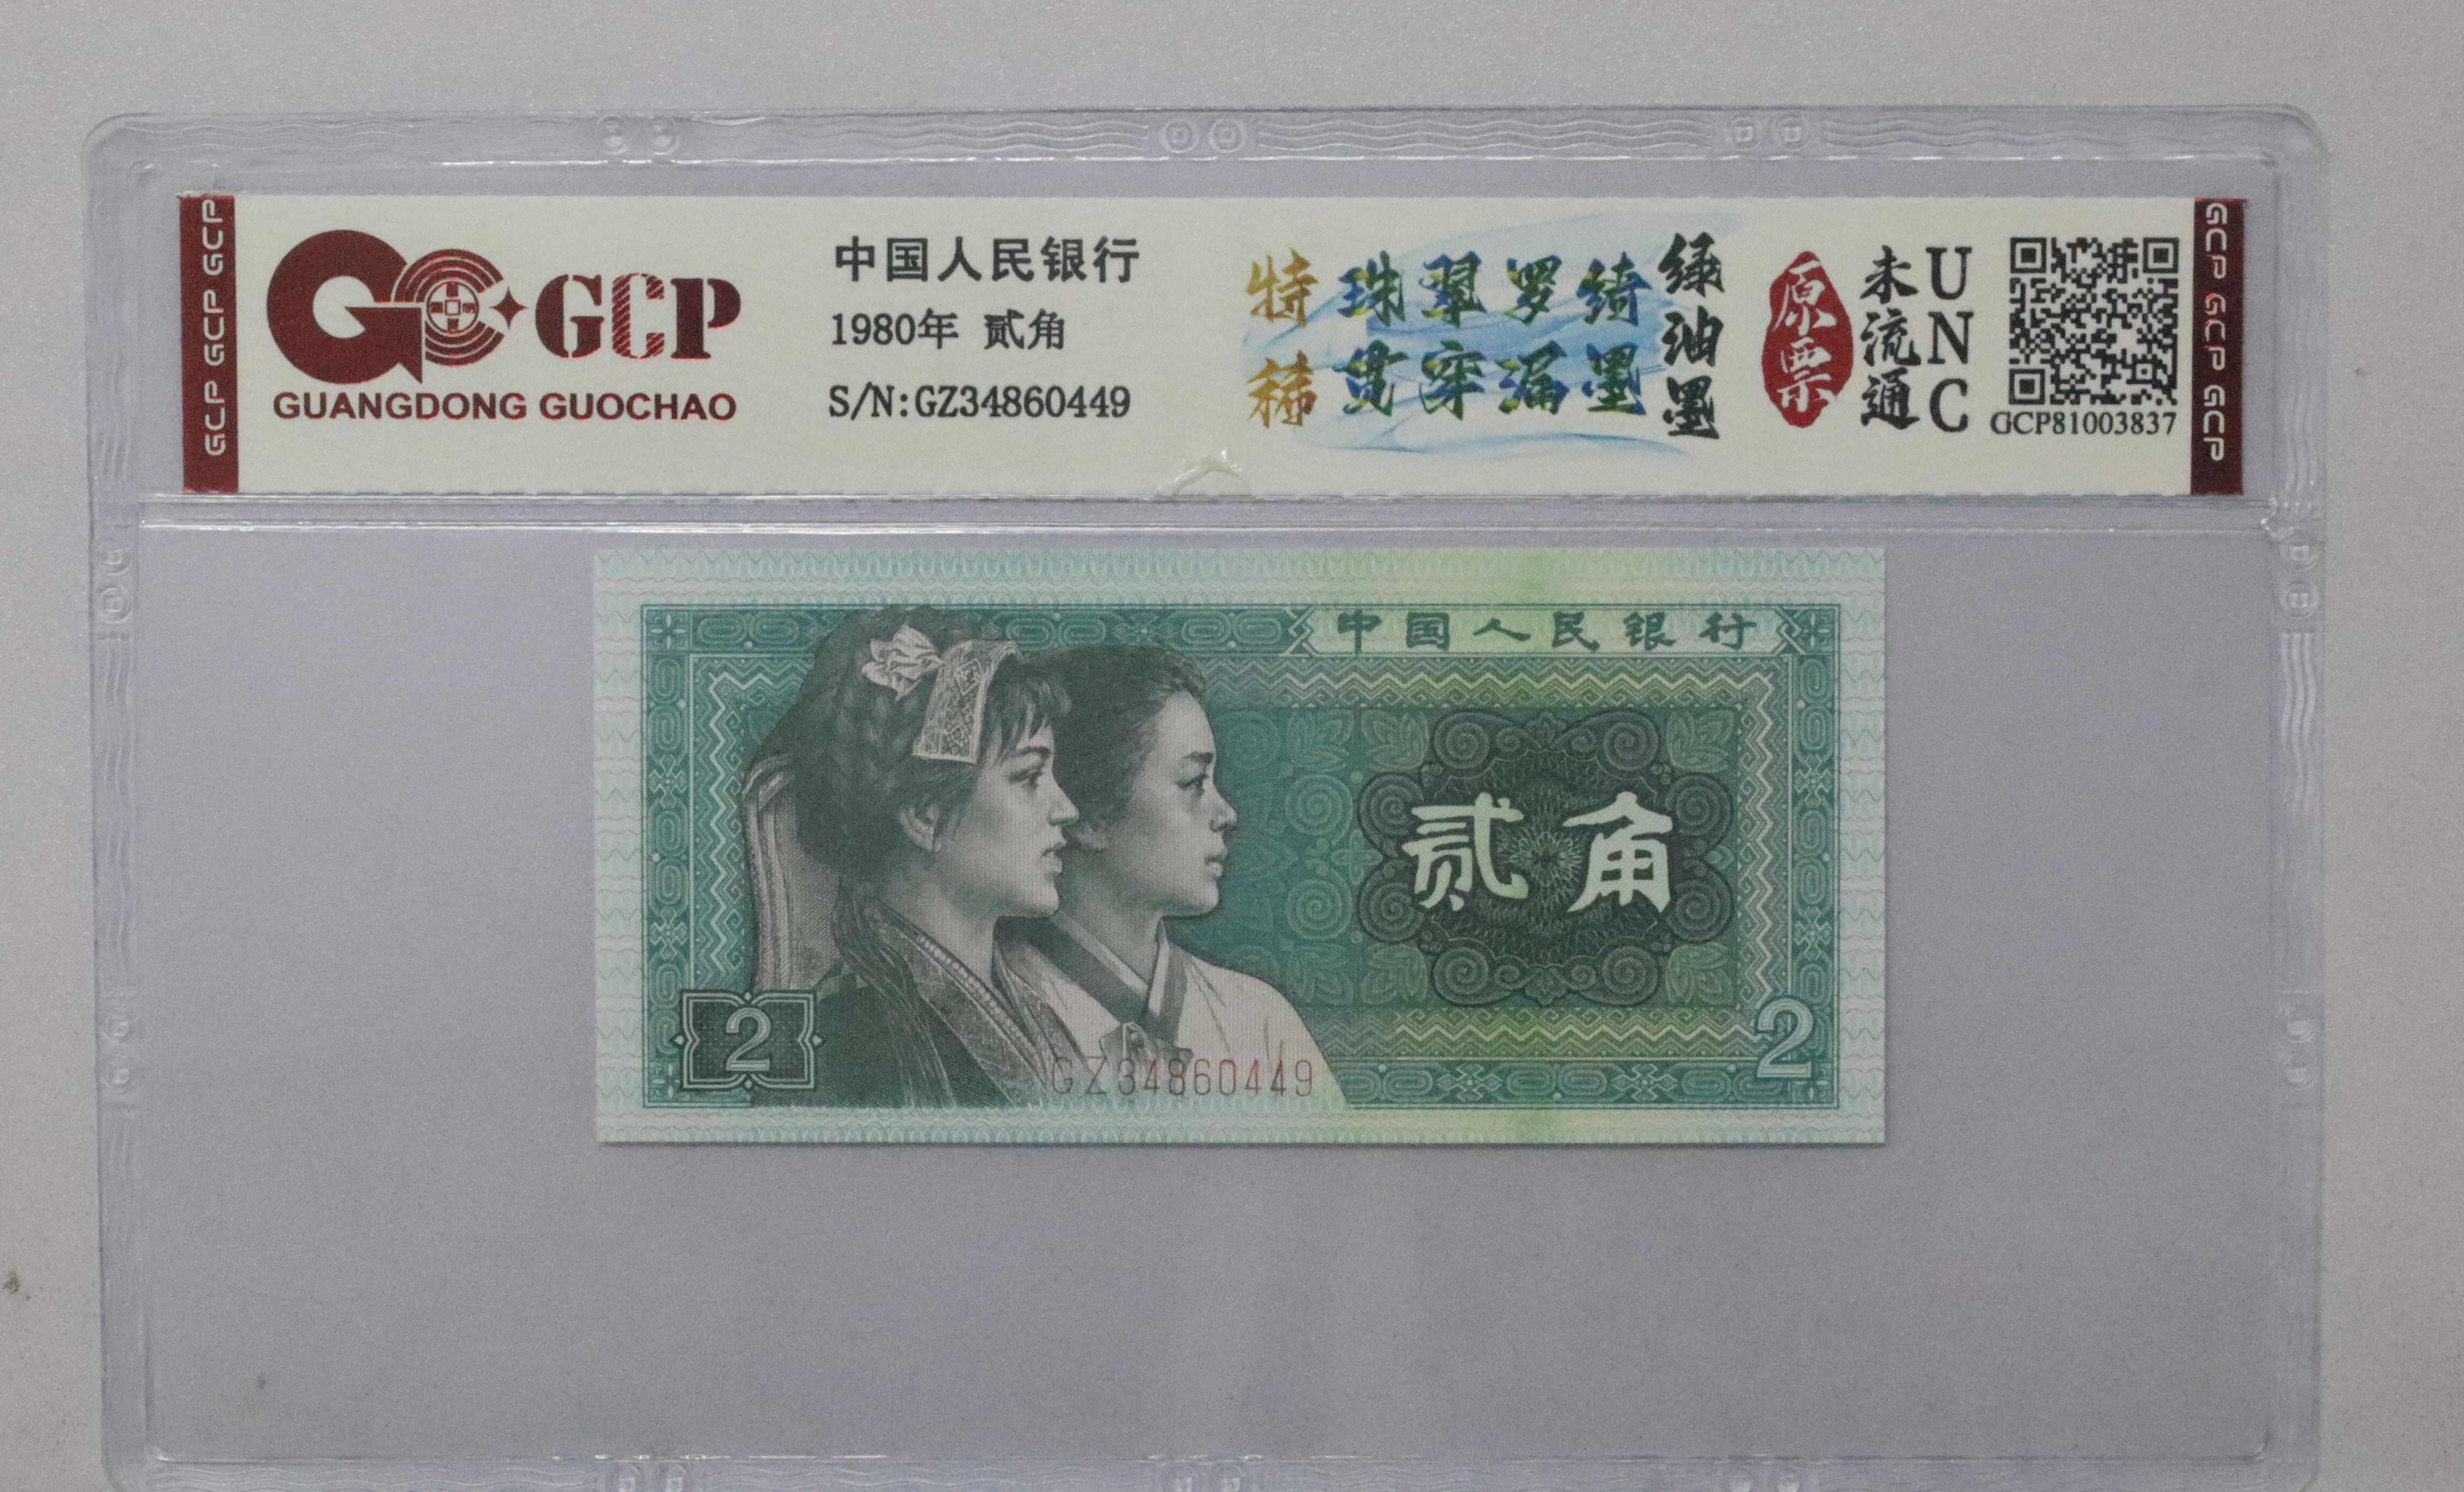 GCP GCP GCP
GCP
GUANGDONG GUOCHAO
中国人民银行
1980年 贰角
S/N:GZ34860449
特稀
珠翠罗绮
贯穿漏墨
绿油墨
原票
未流通
UNC
GCP81003837
GCP GCP GCP
中国人民银行
贰角
2
2
GZ34860449